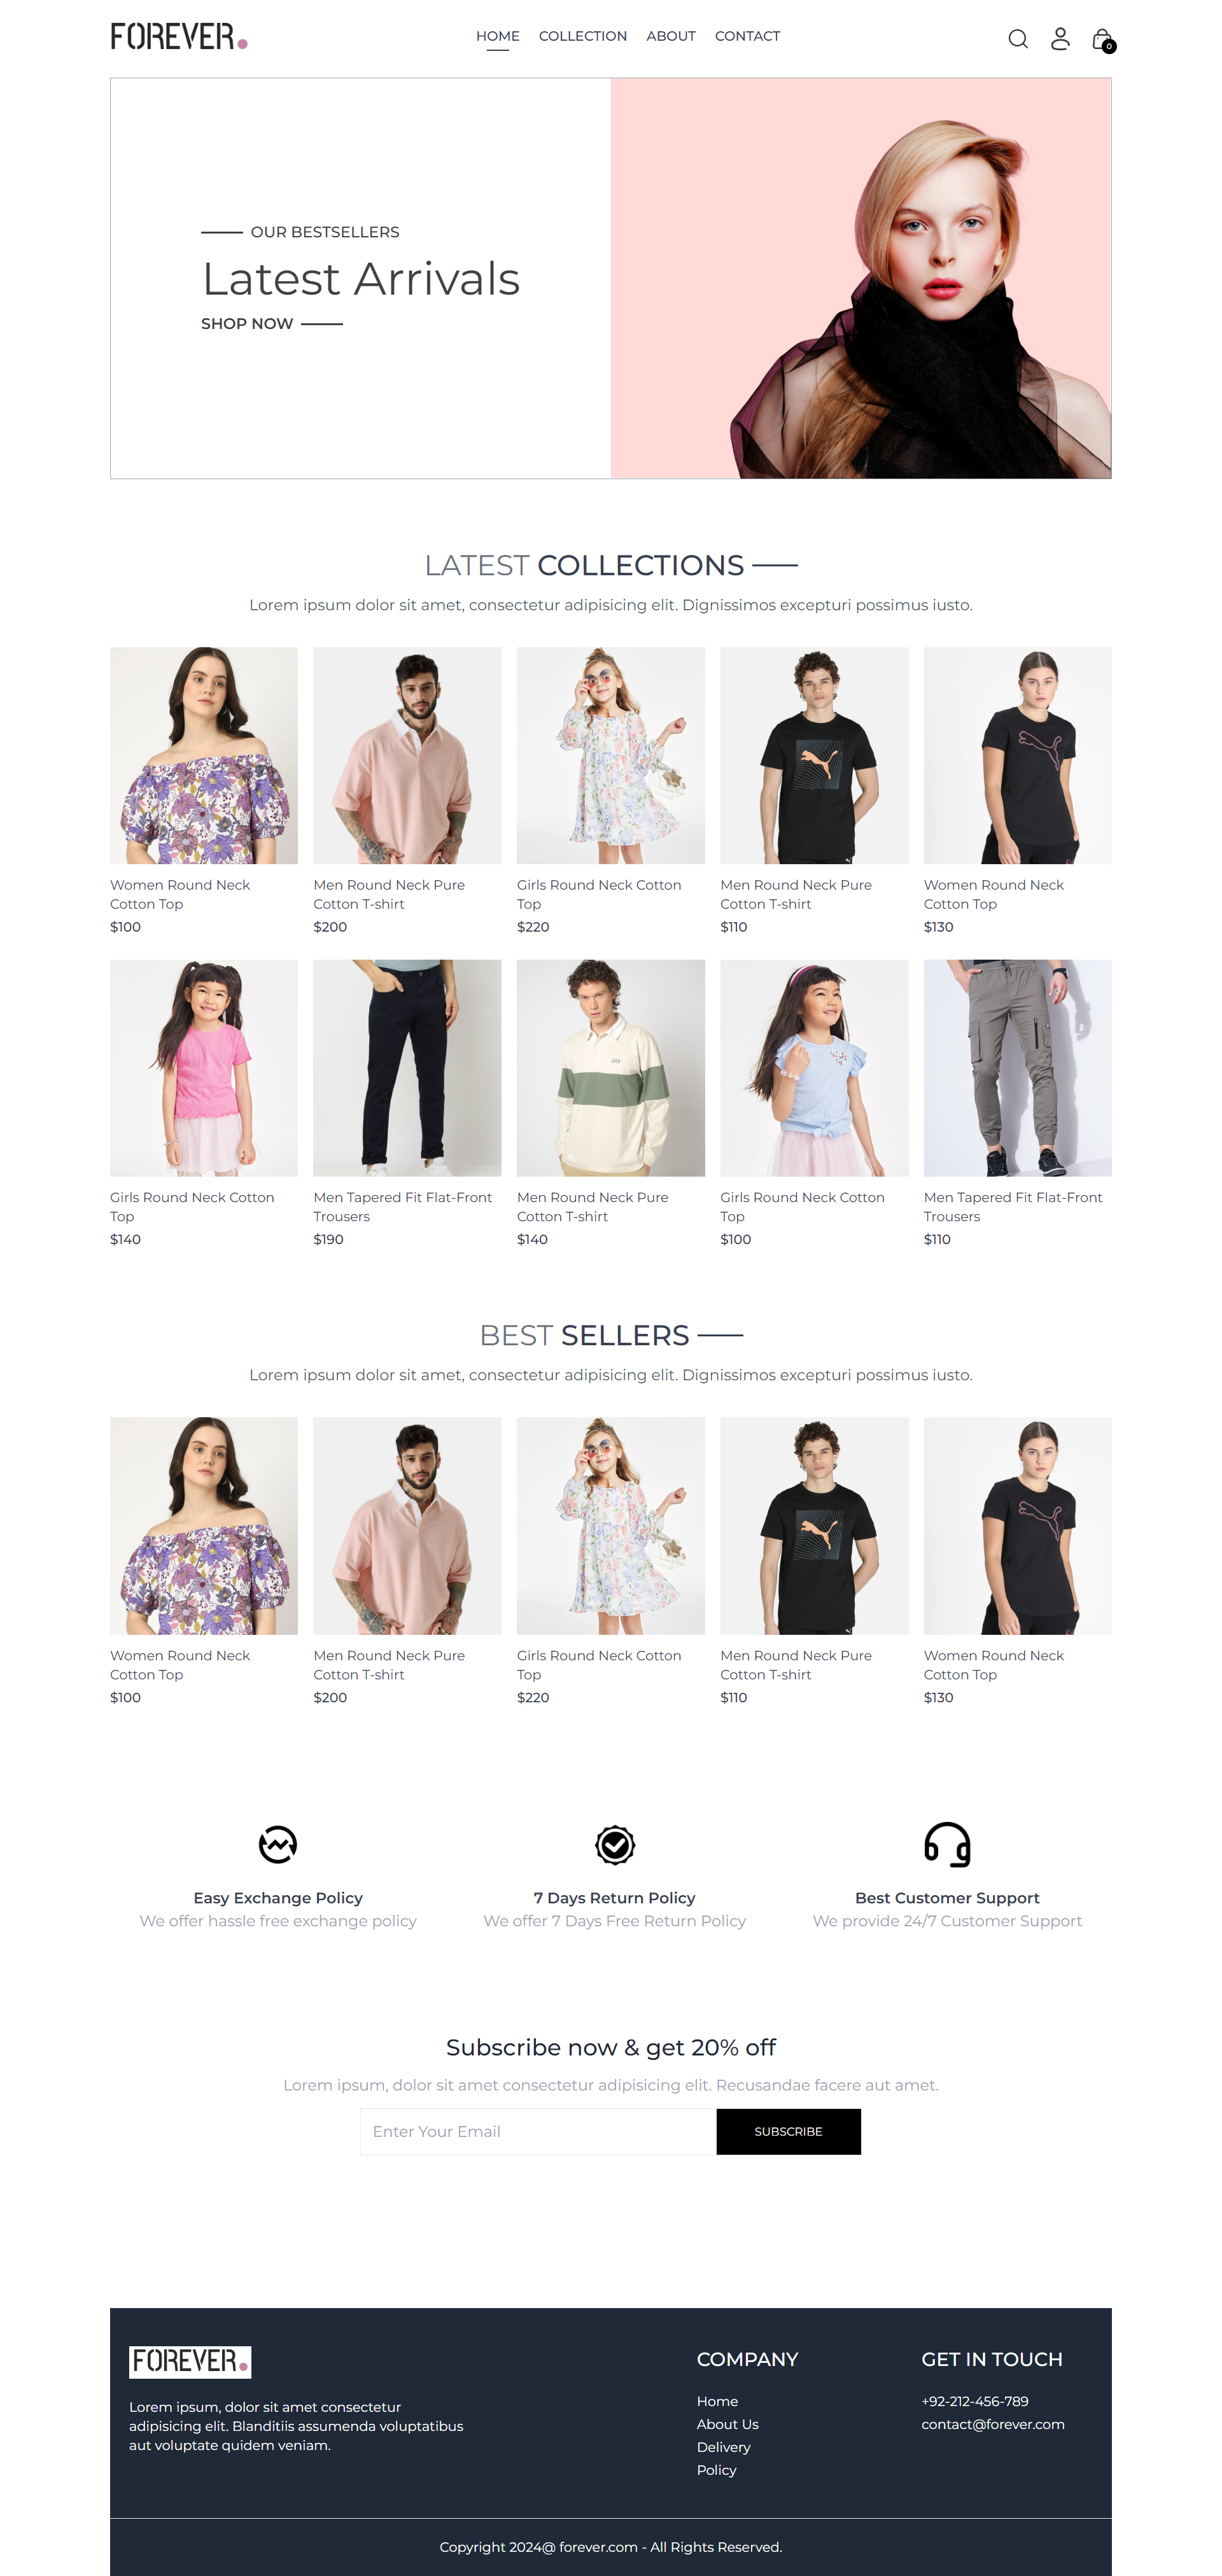 FOREVER.
HOME COLLECTION ABOUT CONTACT
0
OUR BESTSELLERS
Latest Arrivals
SHOP NOW
LATEST COLLECTIONS
Lorem ipsum dolor sit amet, consectetur adipisicing elit. Dignissimos excepturi possimus iusto.
Women Round Neck
Cotton Top
$100
Men Round Neck Pure
Cotton T-shirt
$200
Girls Round Neck Cotton
Top
$220
Men Round Neck Pure
Cotton T-shirt
$110
Women Round Neck
Cotton Top
$130
Girls Round Neck Cotton
Top
$140
Men Tapered Fit Flat-Front
Trousers
$190
Men Round Neck Pure
Cotton T-shirt
$140
Girls Round Neck Cotton
Top
$100
Men Tapered Fit Flat-Front
Trousers
$110
BEST SELLERS
Lorem ipsum dolor sit amet, consectetur adipisicing elit. Dignissimos excepturi possimus iusto.
Women Round Neck
Cotton Top
$100
Men Round Neck Pure
Cotton T-shirt
$200
Girls Round Neck Cotton
Top
$220
Men Round Neck Pure
Cotton T-shirt
$110
Women Round Neck
Cotton Top
$130
Easy Exchange Policy
We offer hassle free exchange policy
7 Days Return Policy
We offer 7 Days Free Return Policy
Best Customer Support
We provide 24/7 Customer Support
Subscribe now & get 20% off
Lorem ipsum, dolor sit amet consectetur adipisicing elit. Recusandae facere aut amet.
Enter Your Email
SUBSCRIBE
FOREVER.
Lorem ipsum, dolor sit amet consectetur
adipisicing elit. Blanditiis assumenda voluptatibus
aut voluptate quidem veniam.
COMPANY
Home
About Us
Delivery
Policy
GET IN TOUCH
+92-212-456-789
contact@forever.com
Copyright 2024@ forever.com - All Rights Reserved.